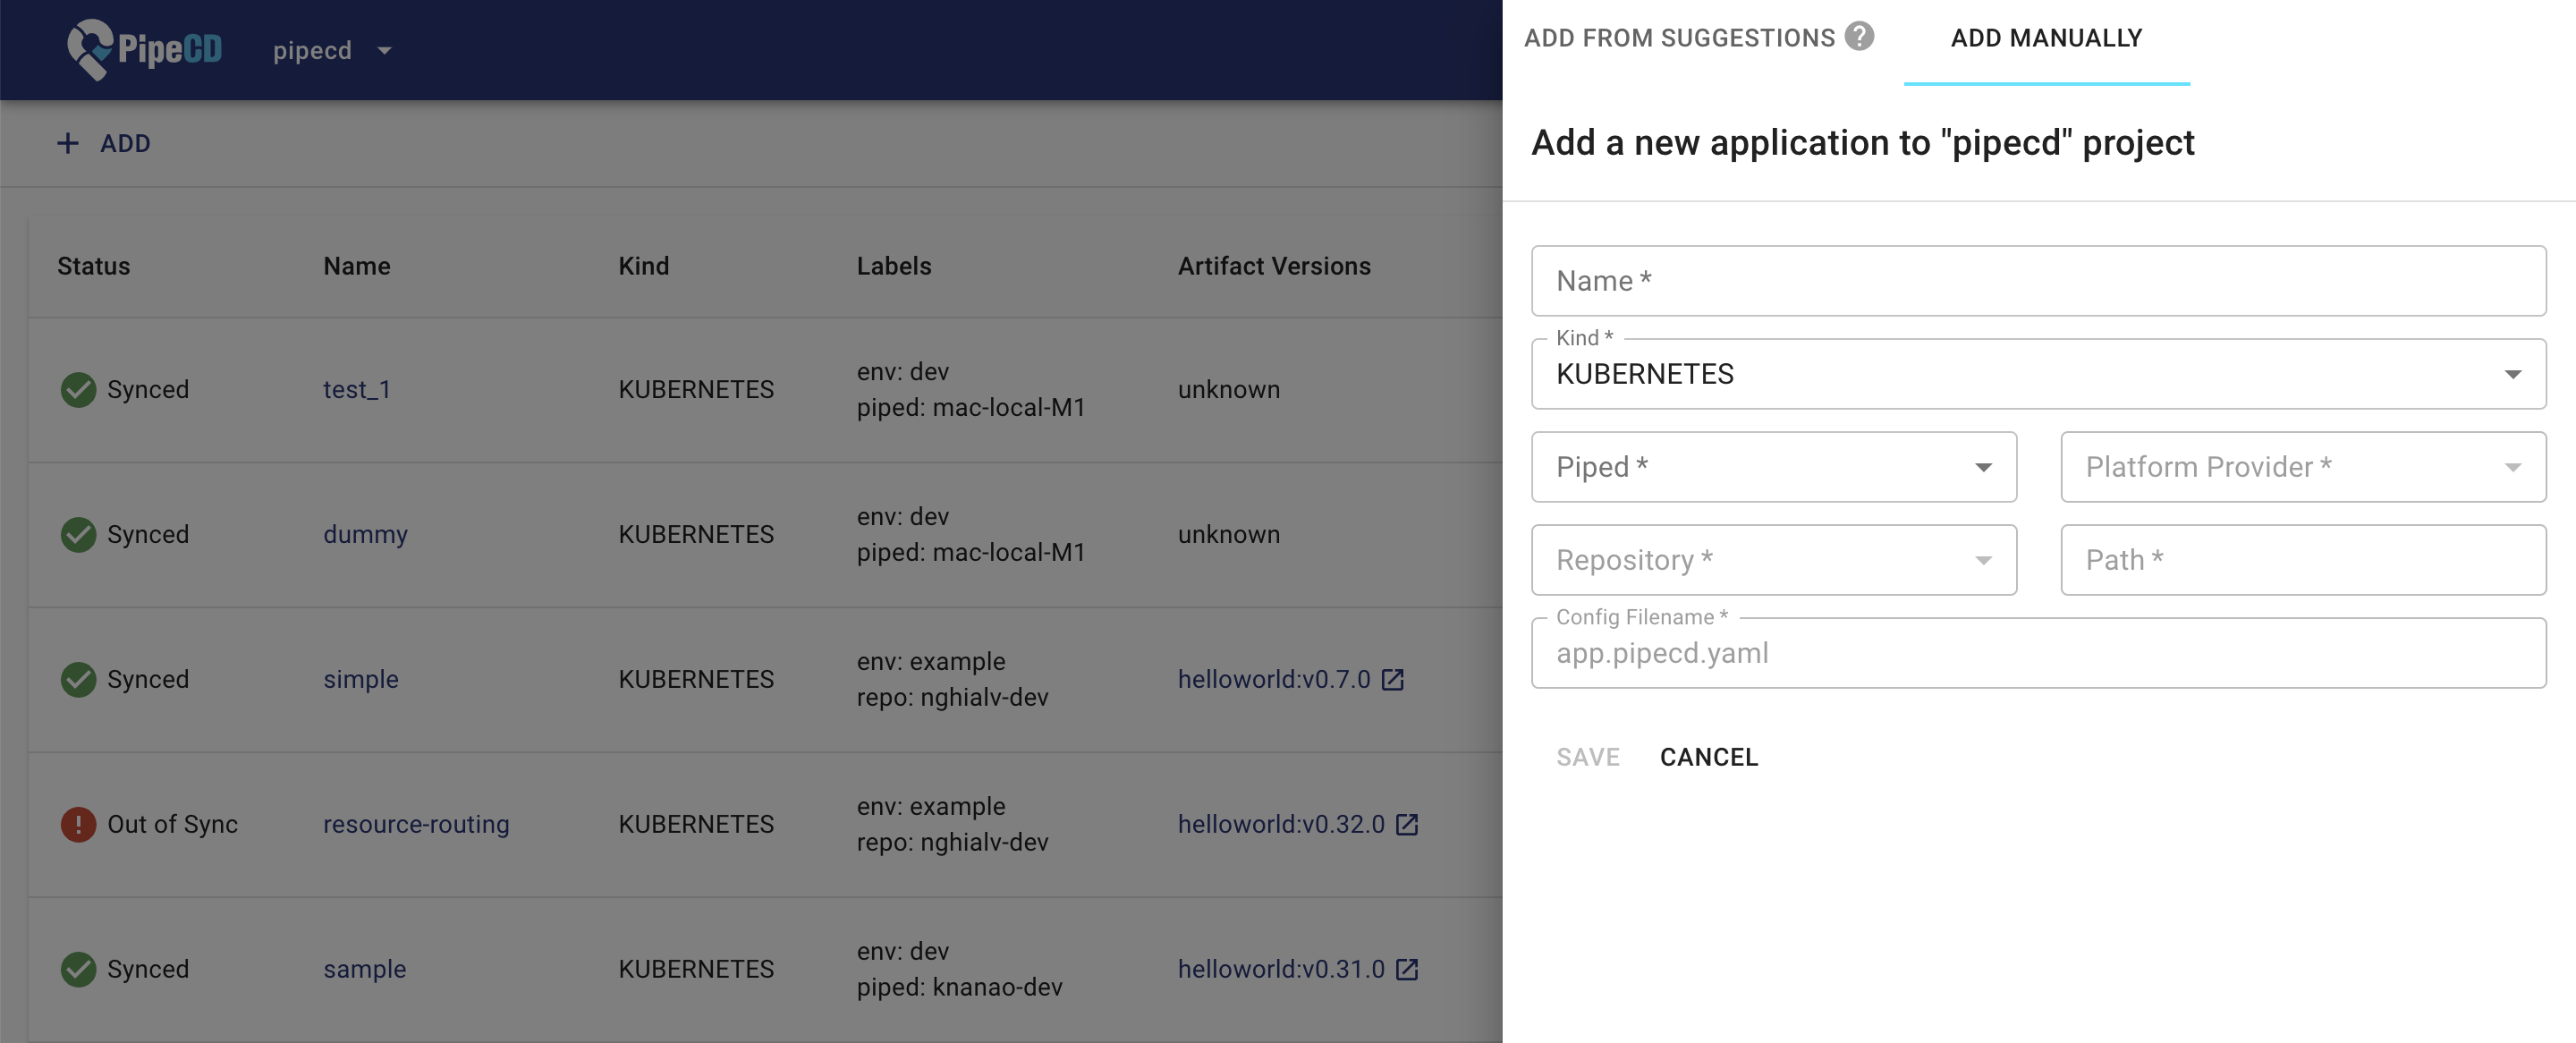 PipeCD
pipecd
ADD
Status Name Kind Labels Artifact Versions
Synced test_1 KUBERNETES env: dev
piped: mac-local-M1 unknown
Synced dummy KUBERNETES env: dev
piped: mac-local-M1 unknown
Synced simple KUBERNETES env: example
repo: nghialv-dev helloworld:v0.7.0
Out of Sync resource-routing KUBERNETES env: example
repo: nghialv-dev helloworld:v0.32.0
Synced sample KUBERNETES env: dev
piped: knanao-dev helloworld:v0.31.0
ADD FROM SUGGESTIONS ? ADD MANUALLY
Add a new application to "pipecd" project
Name *
Kind *
KUBERNETES
Piped * Platform Provider *
Repository * Path *
Config Filename *
app.pipecd.yaml
SAVE CANCEL